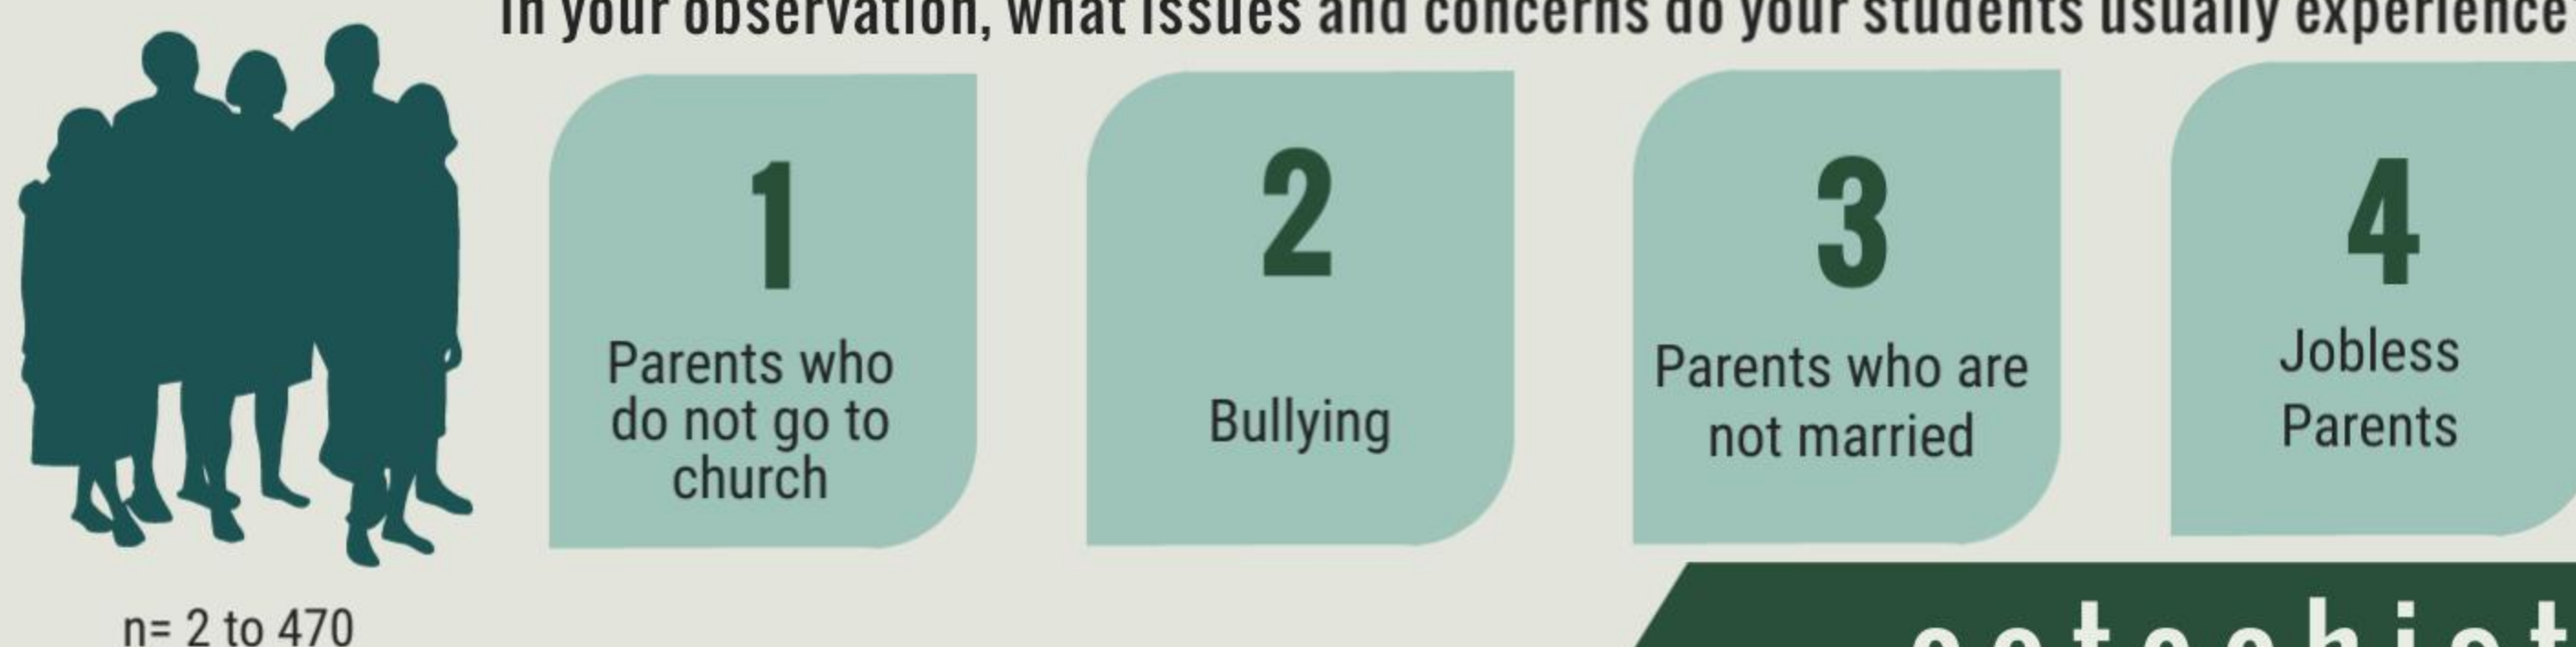 In your observation, what issues and concerns do your students usually experience
1
Parents who
do not go to
church
2
Bullying
3
Parents who are
not married
4
Jobless
Parents
n= 2 to 470